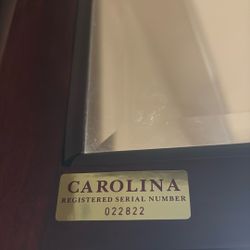 CAROLINA
REGISTERED SERIAL NUMBER
022822